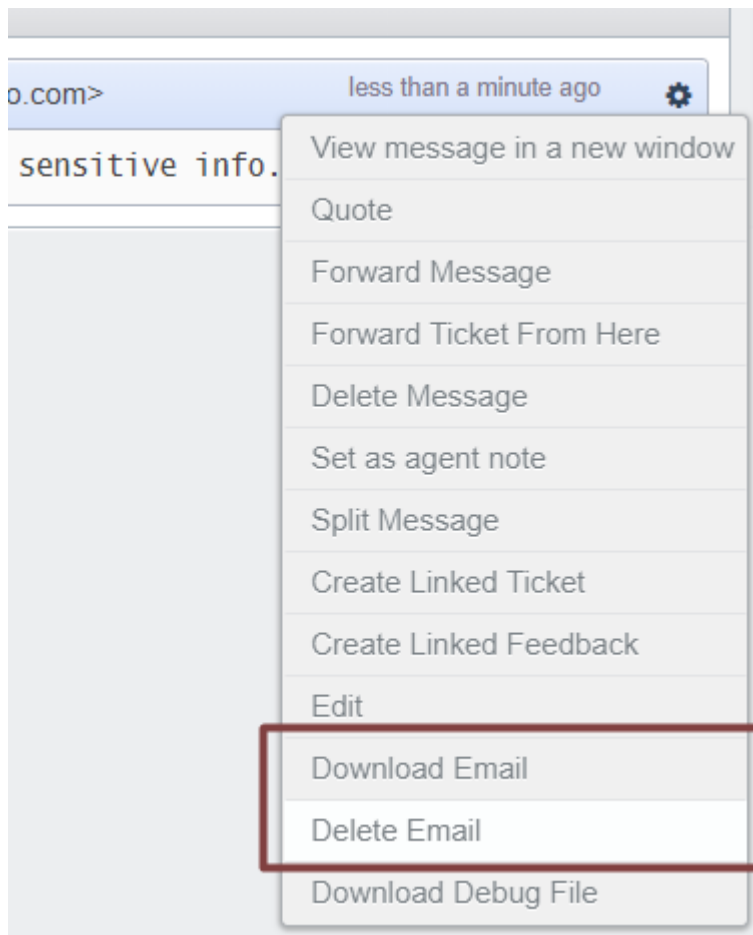 o.com> less than a minute ago
sensitive info.
View message in a new window
Quote
Forward Message
Forward Ticket From Here
Delete Message
Set as agent note
Split Message
Create Linked Ticket
Create Linked Feedback
Edit
Download Email
Delete Email
Download Debug File